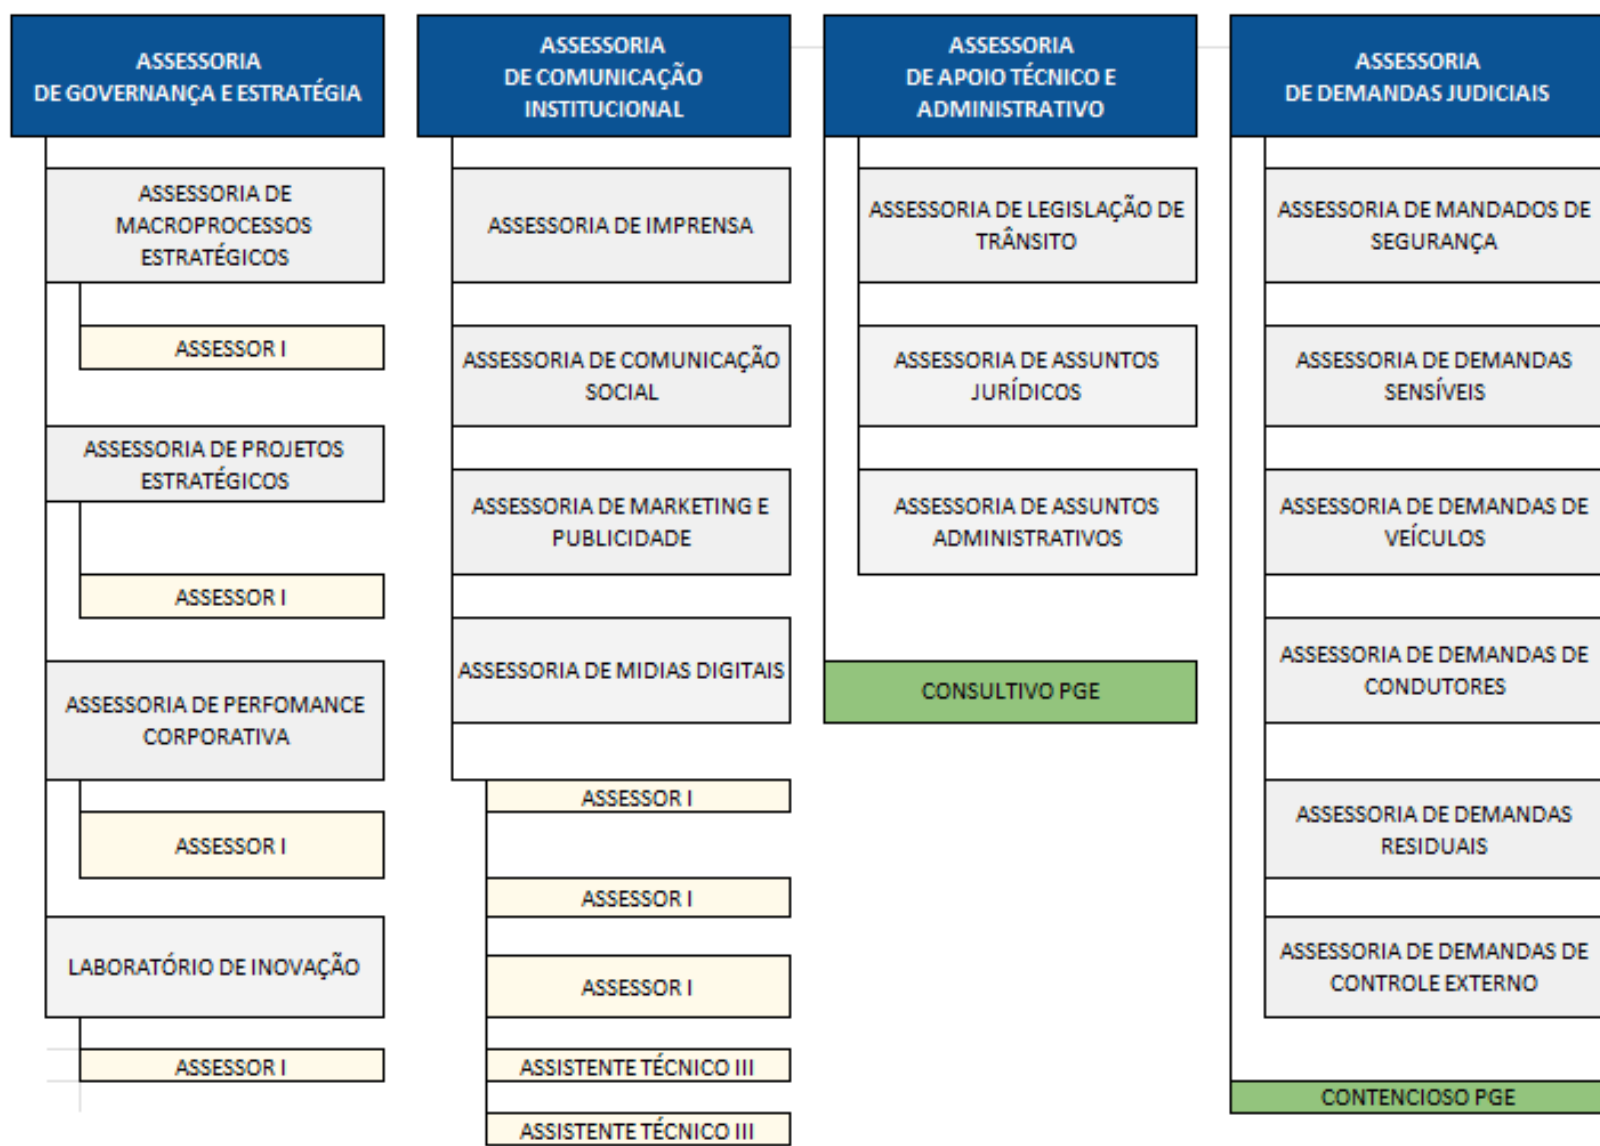 ASSESSORIA
DE GOVERNANÇA E ESTRATÉGIA
ASSESSORIA DE
MACROPROCESSOS
ESTRATÉGICOS
ASSESSOR I
ASSESSORIA DE PROJETOS
ESTRATÉGICOS
ASSESSOR I
ASSESSORIA DE PERFOMANCE
CORPORATIVA
ASSESSOR I
LABORATÓRIO DE INOVAÇÃO
ASSESSOR I
ASSESSORIA
DE COMUNICAÇÃO
INSTITUCIONAL
ASSESSORIA DE IMPRENSA
ASSESSORIA DE COMUNICAÇÃO
SOCIAL
ASSESSORIA DE MARKETING E
PUBLICIDADE
ASSESSORIA DE MIDIAS DIGITAIS
ASSESSOR I
ASSESSOR I
ASSESSOR I
ASSISTENTE TÉCNICO III
ASSISTENTE TÉCNICO III
ASSESSORIA
DE APOIO TÉCNICO E
ADMINISTRATIVO
ASSESSORIA DE LEGISLAÇÃO DE
TRÂNSITO
ASSESSORIA DE ASSUNTOS
JURÍDICOS
ASSESSORIA DE ASSUNTOS
ADMINISTRATIVOS
CONSULTIVO PGE
ASSESSORIA
DE DEMANDAS JUDICIAIS
ASSESSORIA DE MANDADOS DE
SEGURANÇA
ASSESSORIA DE DEMANDAS
SENSÍVEIS
ASSESSORIA DE DEMANDAS DE
VEÍCULOS
ASSESSORIA DE DEMANDAS DE
CONDUTORES
ASSESSORIA DE DEMANDAS
RESIDUAIS
ASSESSORIA DE DEMANDAS DE
CONTROLE EXTERNO
CONTENCIOSO PGE